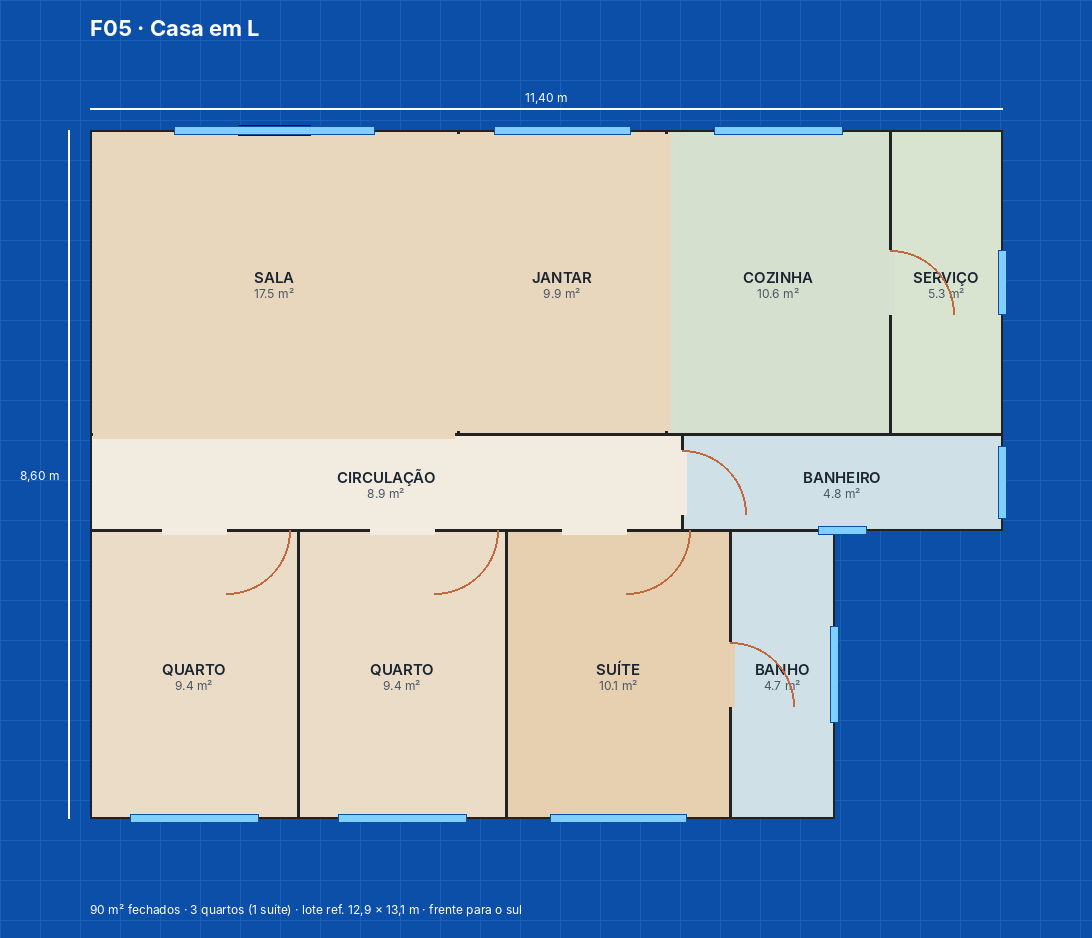 F05 · Casa em L
11,40 m
8,60 m
SALA
17.5 m²
JANTAR
9.9 m²
COZINHA
10.6 m²
SERVIÇO
5.3 m²
CIRCULAÇÃO
8.9 m²
BANHEIRO
4.8 m²
QUARTO
9.4 m²
QUARTO
9.4 m²
SUÍTE
10.1 m²
BANHO
4.7 m²
90 m² fechados · 3 quartos (1 suíte) · lote ref. 12,9 × 13,1 m · frente para o sul